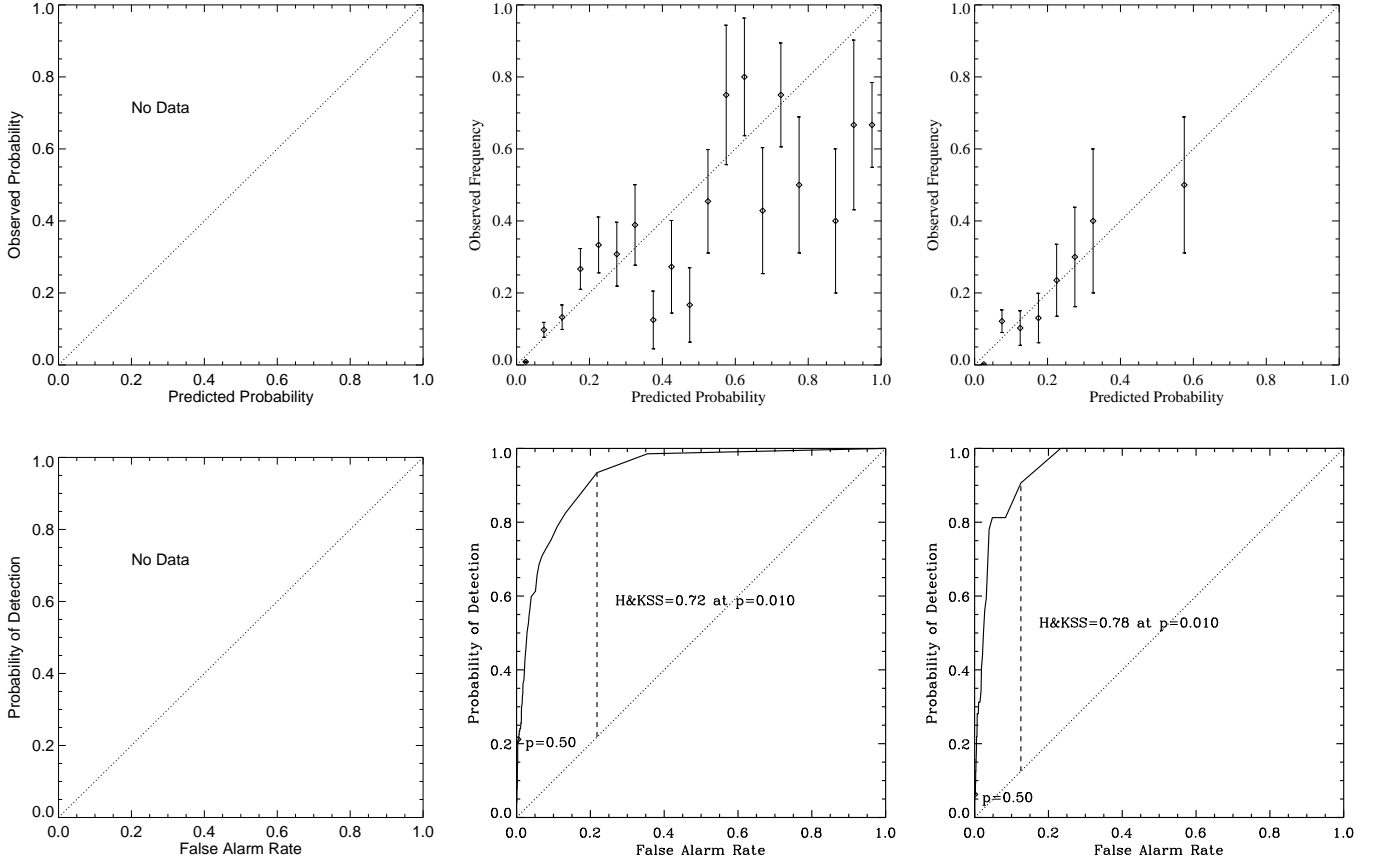 1.0
0.8
0.6
0.4
0.2
0.0
Observed Probability
No Data
0.0 0.2 0.4 0.6 0.8 1.0
Predicted Probability
1.0
0.8
0.6
0.4
0.2
0.0
Observed Frequency
0.0 0.2 0.4 0.6 0.8 1.0
Predicted Probability
1.0
0.8
0.6
0.4
0.2
0.0
Observed Frequency
0.0 0.2 0.4 0.6 0.8 1.0
Predicted Probability
1.0
0.8
0.6
0.4
0.2
0.0
Probability of Detection
No Data
0.0 0.2 0.4 0.6 0.8 1.0
False Alarm Rate
1.0
0.8
0.6
0.4
0.2
0.0
Probability of Detection
H&KSS=0.72 at p=0.010
p=0.50
0.0 0.2 0.4 0.6 0.8 1.0
False Alarm Rate
1.0
0.8
0.6
0.4
0.2
0.0
Probability of Detection
H&KSS=0.78 at p=0.010
p=0.50
0.0 0.2 0.4 0.6 0.8 1.0
False Alarm Rate